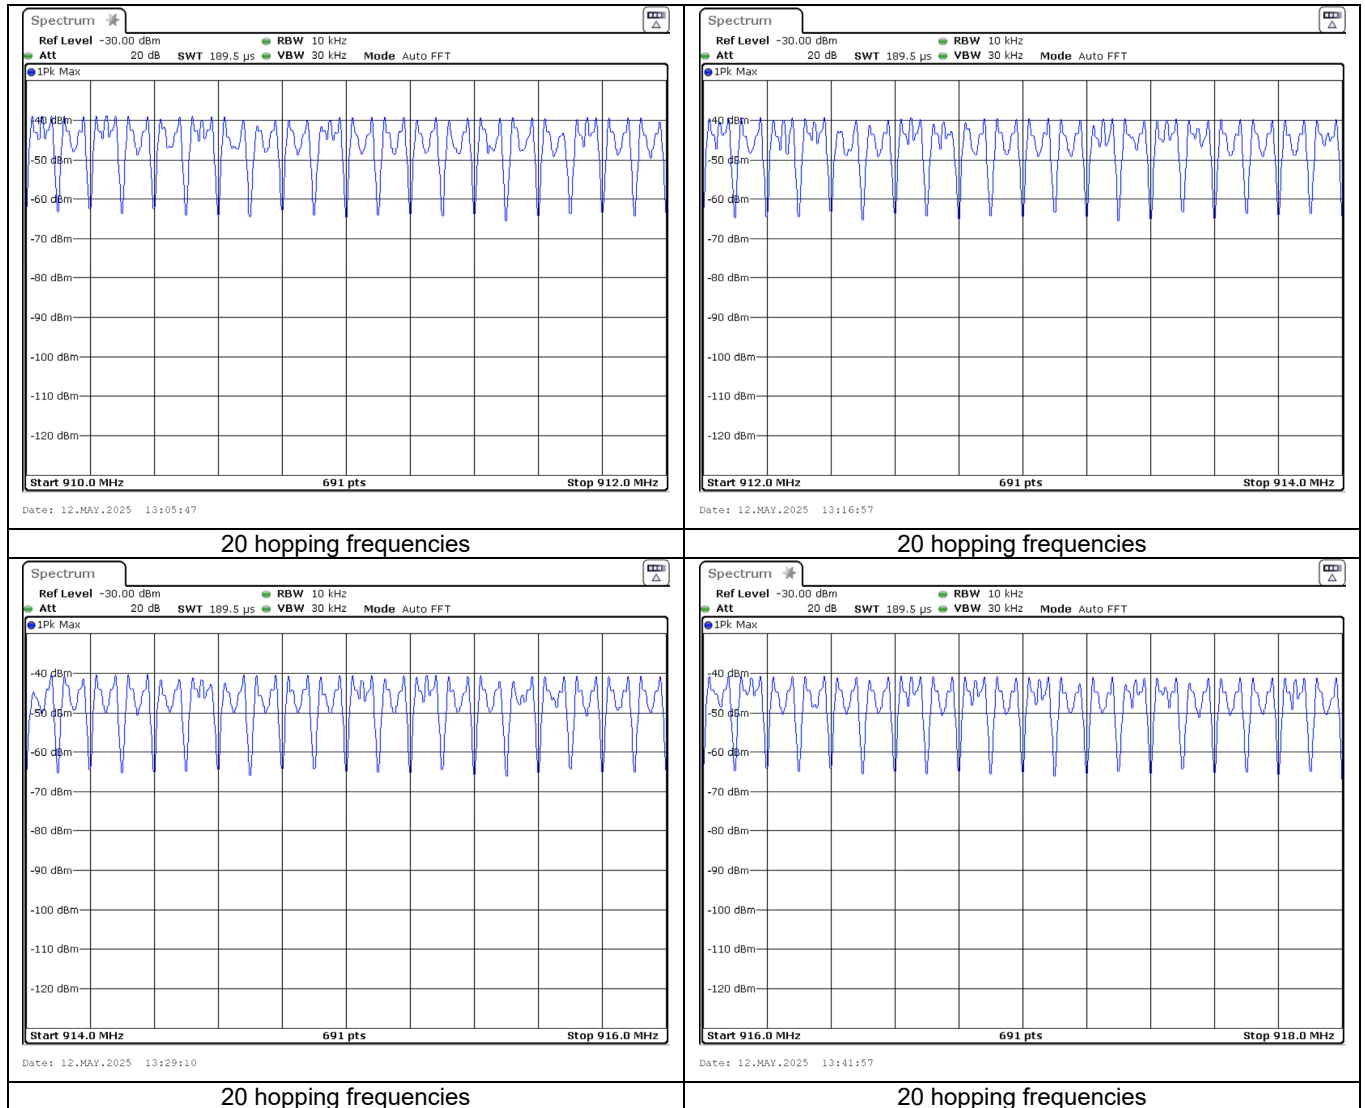 Spectrum
Ref Level -30.00 dBm RBW 10 kHz
Att 20 dB SWT 189.5 µs VBW 30 kHz Mode Auto FFT
1Pk Max
-40 dBm
-50 dBm
-60 dBm
-70 dBm
-80 dBm
-90 dBm
-100 dBm
-110 dBm
-120 dBm
Start 910.0 MHz 691 pts Stop 912.0 MHz
Date: 12.MAY.2025 13:05:47
20 hopping frequencies
Spectrum
Ref Level -30.00 dBm RBW 10 kHz
Att 20 dB SWT 189.5 µs VBW 30 kHz Mode Auto FFT
1Pk Max
-40 dBm
-50 dBm
-60 dBm
-70 dBm
-80 dBm
-90 dBm
-100 dBm
-110 dBm
-120 dBm
Start 912.0 MHz 691 pts Stop 914.0 MHz
Date: 12.MAY.2025 13:16:57
20 hopping frequencies
Spectrum
Ref Level -30.00 dBm RBW 10 kHz
Att 20 dB SWT 189.5 µs VBW 30 kHz Mode Auto FFT
1Pk Max
-40 dBm
-50 dBm
-60 dBm
-70 dBm
-80 dBm
-90 dBm
-100 dBm
-110 dBm
-120 dBm
Start 914.0 MHz 691 pts Stop 916.0 MHz
Date: 12.MAY.2025 13:29:10
20 hopping frequencies
Spectrum
Ref Level -30.00 dBm RBW 10 kHz
Att 20 dB SWT 189.5 µs VBW 30 kHz Mode Auto FFT
1Pk Max
-40 dBm
-50 dBm
-60 dBm
-70 dBm
-80 dBm
-90 dBm
-100 dBm
-110 dBm
-120 dBm
Start 916.0 MHz 691 pts Stop 918.0 MHz
Date: 12.MAY.2025 13:41:57
20 hopping frequencies